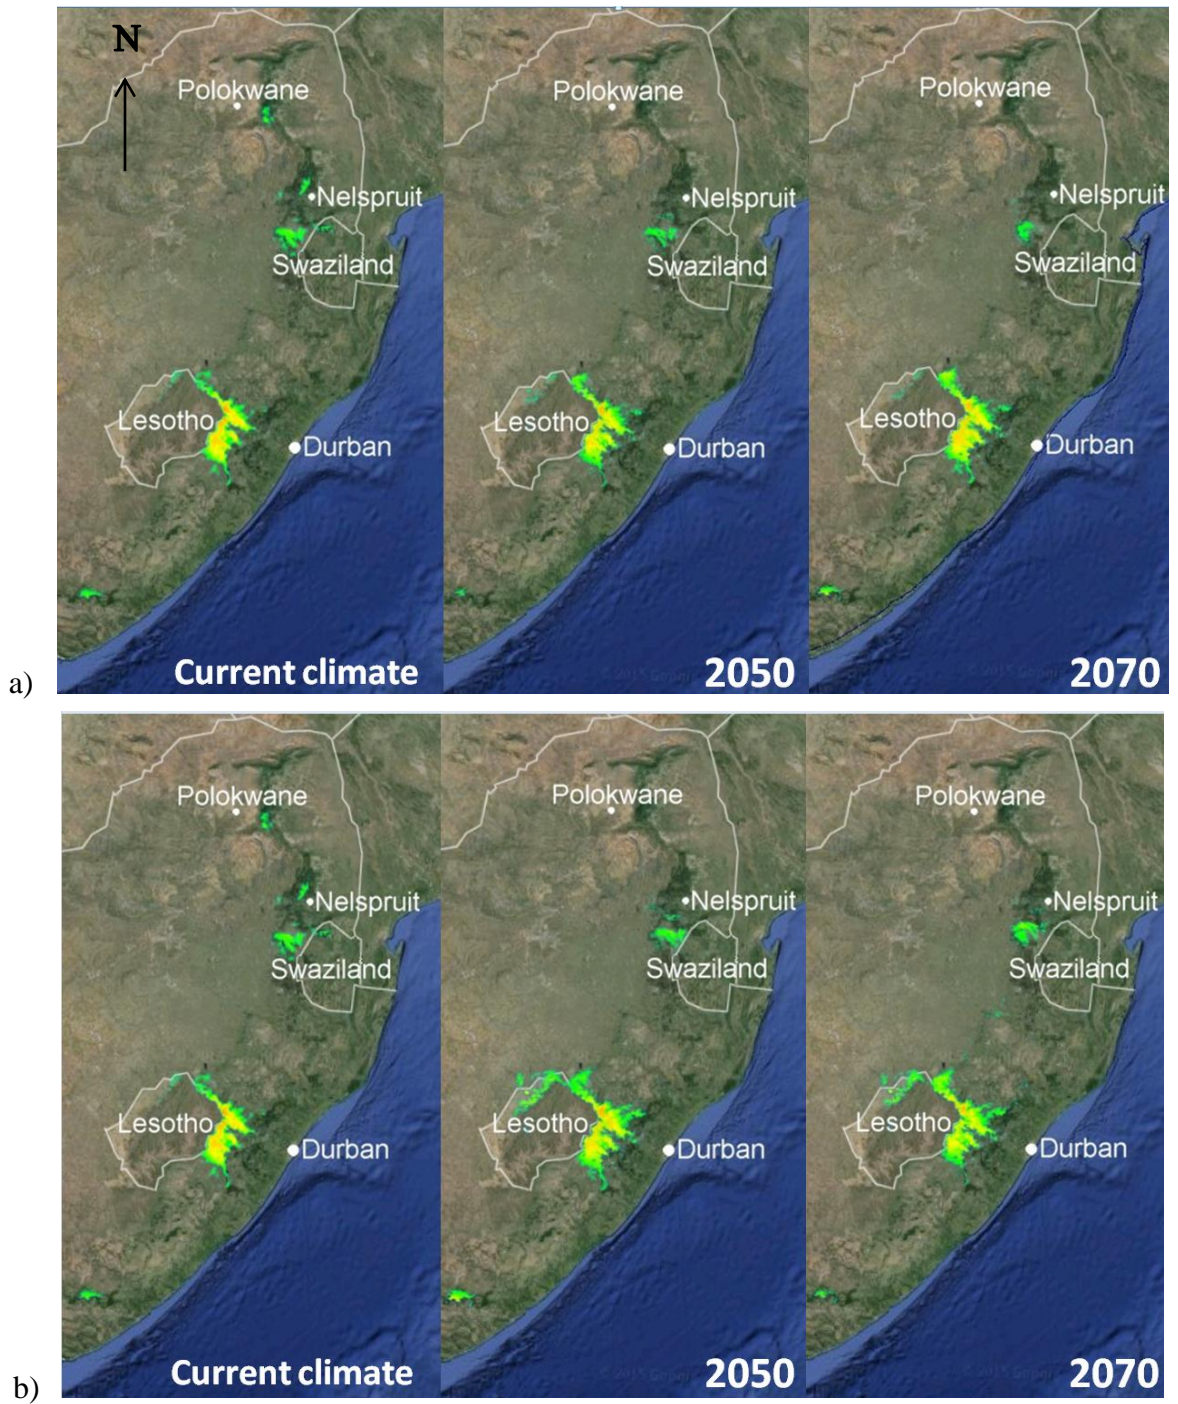 N
Polokwane
Polokwane
Polokwane
Nelspruit
Nelspruit
Nelspruit
Swaziland
Swaziland
Swaziland
Lesotho
Lesotho
Lesotho
Durban
Durban
Durban
a)
Current climate
2050
2070
Polokwane
Polokwane
Polokwane
Nelspruit
Nelspruit
Nelspruit
Swaziland
Swaziland
Swaziland
Lesotho
Lesotho
Lesotho
Durban
Durban
Durban
b)
Current climate
2050
2070